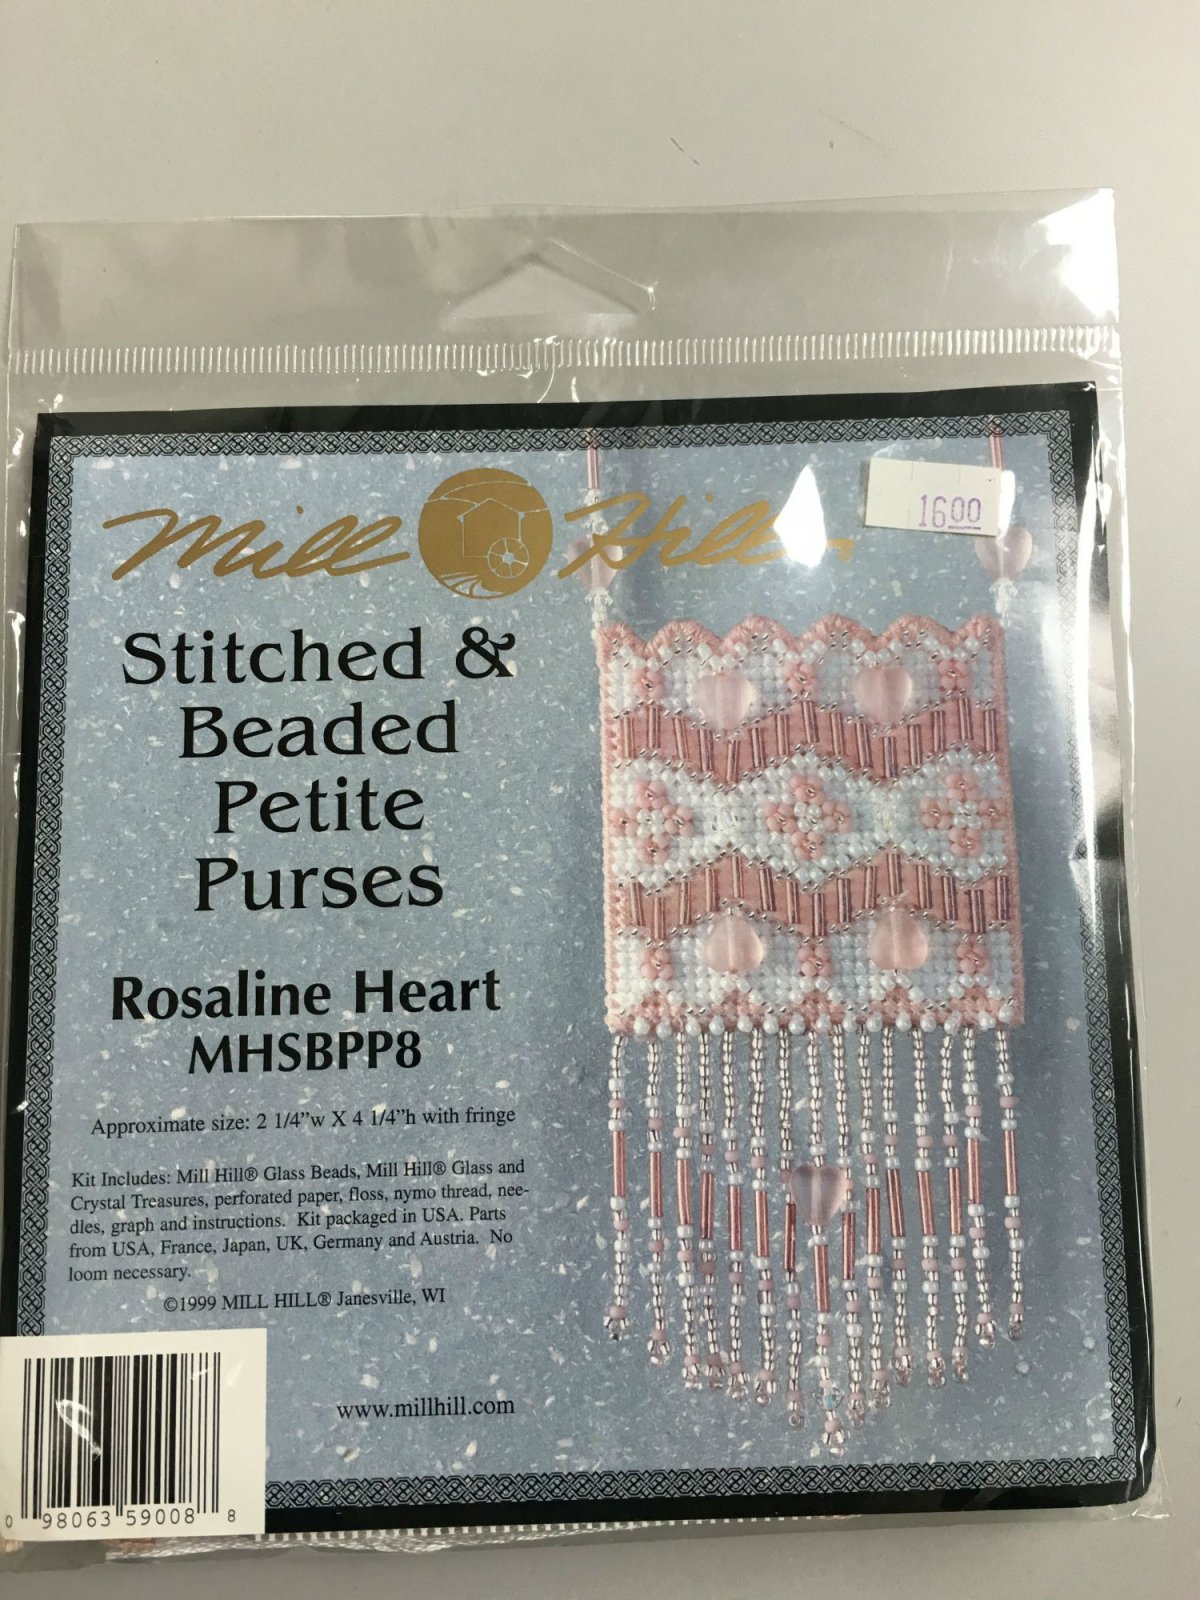 Mill Hill
16.00
Stitched &
Beaded
Petite
Purses
Rosaline Heart
MHSBPP8
Approximate size: 2 1/4"w X 4 1/4"h with fringe
Kit Includes: Mill Hill® Glass Beads, Mill Hill® Glass and
Crystal Treasures, perforated paper, floss, nymo thread, nee-
dles, graph and instructions. Kit packaged in USA. Parts
from USA, France, Japan, UK, Germany and Austria. No
loom necessary.
©1999 MILL HILL® Janesville, WI
www.millhill.com
0 98063 59008 8